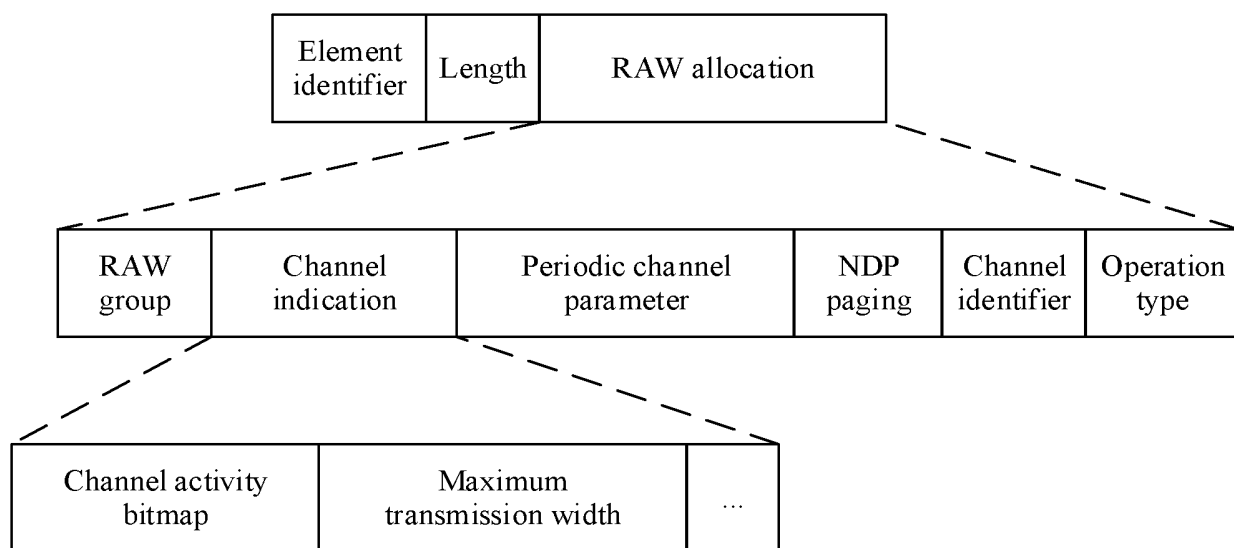 Element
identifier
Length
RAW allocation
RAW
group
Channel
indication
Periodic channel
parameter
NDP
paging
Channel
identifier
Operation
type
Channel activity
bitmap
Maximum
transmission width
...